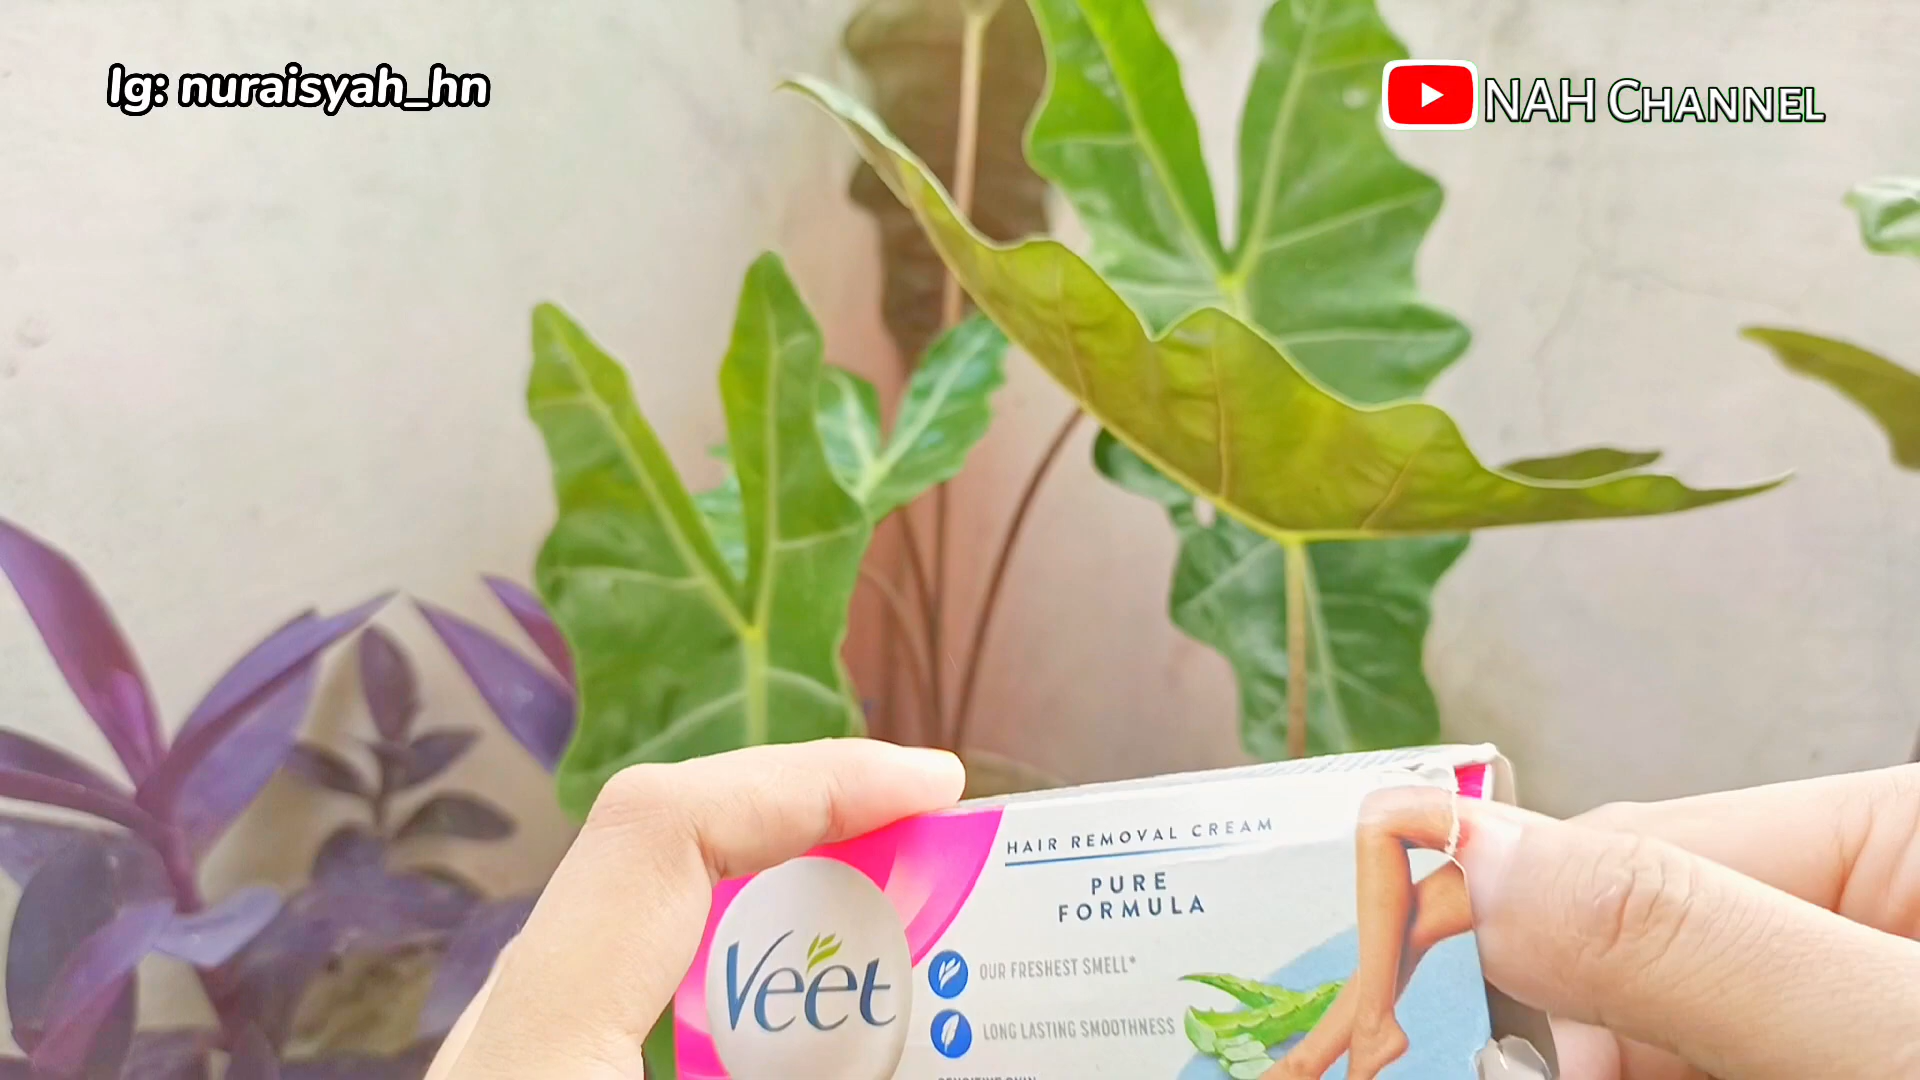 Ig: nuraisyah_hn
NAH CHANNEL
HAIR REMOVAL CREAM
PURE
FORMULA
Veet
OUR FRESHEST SMELL*
LONG LASTING SMOOTHNESS